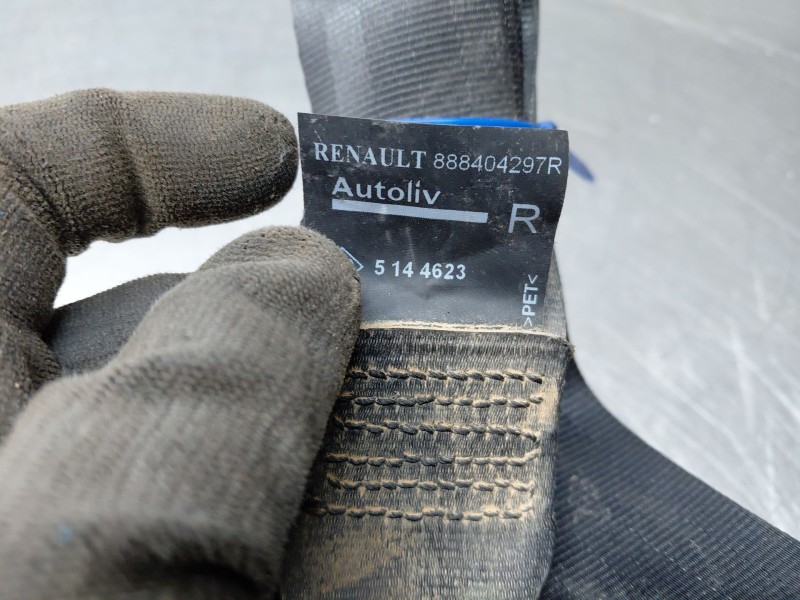 RENAULT 888404297R
Autoliv
R
5 14 4623
>PET<